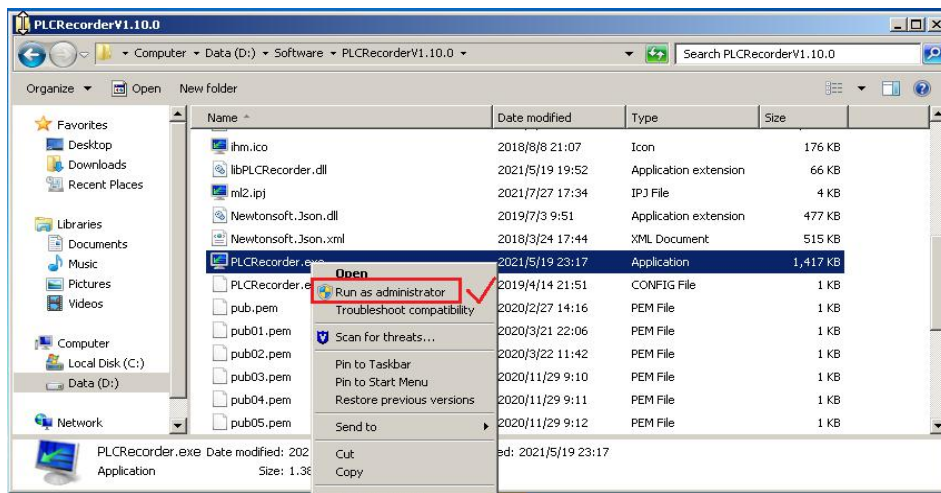 PLCRecorderV1.10.0
Computer Data (D:) Software PLCRecorderV1.10.0 Search PLCRecorderV1.10.0
Organize Open New folder
Name Date modified Type Size
Favorites
Desktop
Downloads
Recent Places
Libraries
Documents
Music
Pictures
Videos
Computer
Local Disk (C:)
Data (D:)
Network
ihm.ico 2018/8/8 21:07 Icon 176 KB
libPLCRecorder.dll 2021/5/19 19:52 Application extension 66 KB
ml2.ipj 2021/7/27 17:34 IPJ File 4 KB
Newtonsoft.Json.dll 2019/7/3 9:51 Application extension 477 KB
Newtonsoft.Json.xml 2018/3/24 17:44 XML Document 515 KB
PLCRecorder.exe 2021/5/19 23:17 Application 1,417 KB
PLCRecorder.e 2019/4/14 21:51 CONFIG File 1 KB
pub.pem 2020/2/27 14:16 PEM File 1 KB
pub01.pem 2020/3/21 22:06 PEM File 1 KB
pub02.pem 2020/3/22 11:42 PEM File 1 KB
pub03.pem 2020/11/29 9:10 PEM File 1 KB
pub04.pem 2020/11/29 9:11 PEM File 1 KB
pub05.pem 2020/11/29 9:12 PEM File 1 KB
Open
Run as administrator
Troubleshoot compatibility
Scan for threats...
Pin to Taskbar
Pin to Start Menu
Restore previous versions
Send to
Cut
Copy
PLCRecorder.exe Date modified: 202 ed: 2021/5/19 23:17
Application Size: 1.38